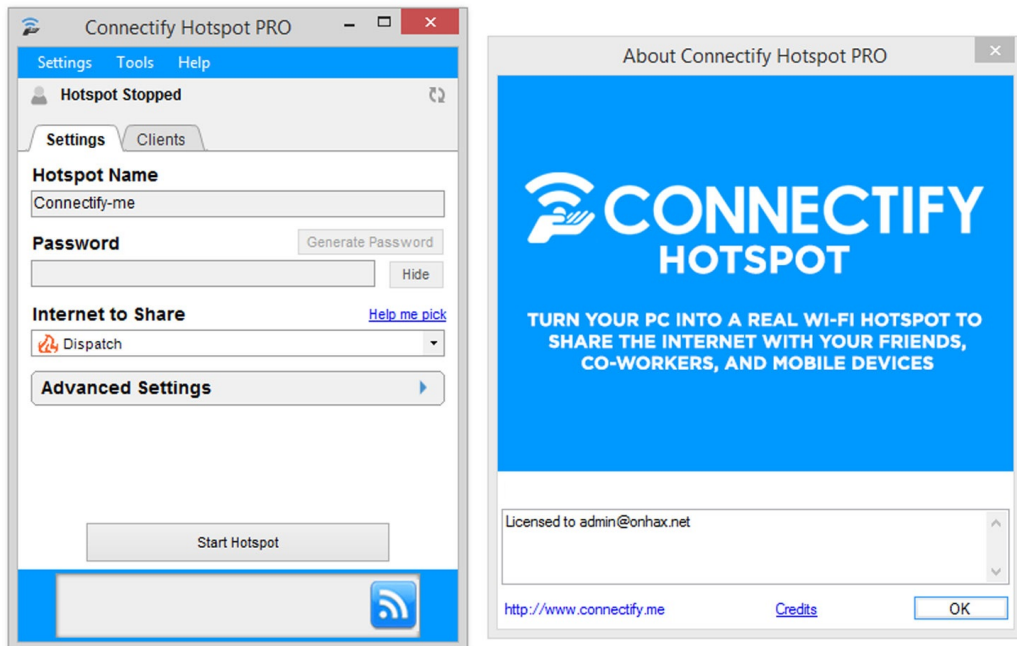 Connectify Hotspot PRO
Settings Tools Help
Hotspot Stopped
Settings Clients
Hotspot Name
Connectify-me
Password Generate Password
Hide
Internet to Share Help me pick
Dispatch
Advanced Settings
Start Hotspot
About Connectify Hotspot PRO
CONNECTIFY
HOTSPOT
TURN YOUR PC INTO A REAL WI-FI HOTSPOT TO
SHARE THE INTERNET WITH YOUR FRIENDS,
CO-WORKERS, AND MOBILE DEVICES
Licensed to admin@onhax.net
http://www.connectify.me Credits OK